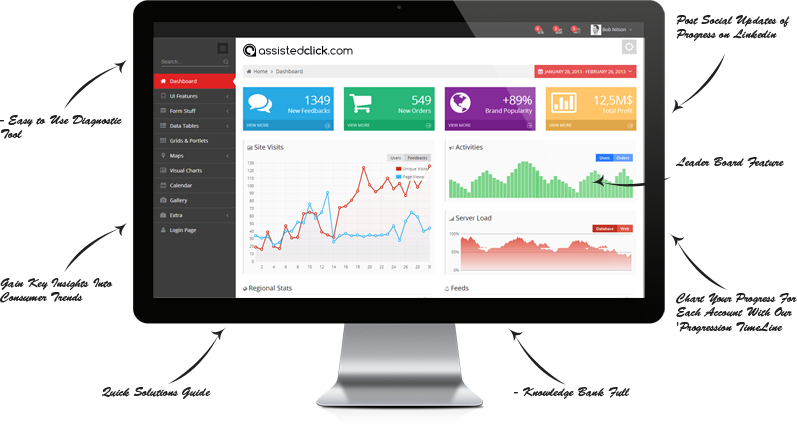 Post Social Updates of
Progress on Linkedin
Bob Nilson
assistedclick.com
Search...
Home > Dashboard
JANUARY 28, 2013 - FEBRUARY 26, 2013
- Easy to Use Diagnostic
Tool
Dashboard
UI Features
Form Stuff
Data Tables
Grids & Portlets
Maps
Visual Charts
Calendar
Gallery
Extra
Login Page
1349
New Feedbacks
VIEW MORE
549
New Orders
VIEW MORE
+89%
Brand Popularity
VIEW MORE
12,5M$
Total Profit
VIEW MORE
Site Visits
Users Feedbacks
Unique Visits
Page Views
130
120
110
100
90
80
70
60
50
40
30
20
10
0
2 4 6 8 10 12 14 16 18 20 22 24 26 28 30
Activities
Users Orders
Leader Board Feature
Server Load
Database Web
100%
50%
0%
Regional Stats
Feeds
Gain Key Insights Into
Consumer Trends
Chart Your Progress For
Each Account With Our
'Progression TimeLine
Quick Solutions Guide
- Knowledge Bank Full